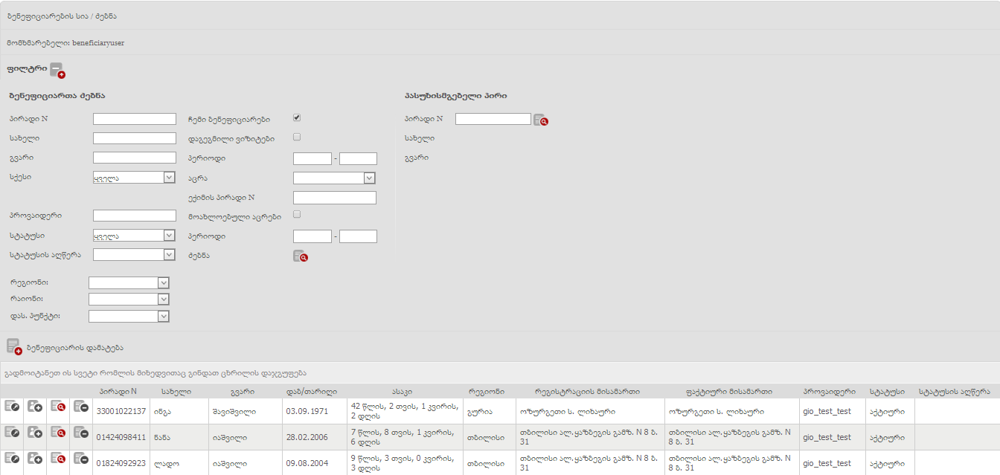 ბენეფიციარების სია / ძებნა
მომხმარებელი: beneficiaryuser
ფილტრი
ბენეფიციართა ძებნა
პასუხისმგებელი პირი
პირადი N
ჩემი ბენეფიციარები
პირადი N
სახელი
დაგეგმილი ვიზიტები
სახელი
გვარი
პერიოდი
-
გვარი
სქესი
ყველა
აცრა
ექიმის პირადი N
პროვაიდერი
მოახლოებული აცრები
სტატუსი
ყველა
პერიოდი
-
სტატუსის აღწერა
ძებნა
რეგიონი:
რაიონი:
დას. პუნქტი:
ბენეფიციარის დამატება
გადმოიტანეთ ის სვეტი რომლის მიხედვითაც გინდათ ცხრილის დაჯგუფება
პირადი N სახელი გვარი დაბ/თარიღი ასაკი რეგიონი რეგისტრაციის მისამართი ფაქტიური მისამართი პროვაიდერი სტატუსი სტატუსის აღწერა
33001022137 ინგა შავიშვილი 03.09.1971 42 წლის, 2 თვის, 1 კვირის, 2 დღის გურია ოზურგეთი ს. ლიხაური ოზურგეთი ს. ლიხაური gio_test_test აქტიური
01424098411 ნანა იაშვილი 28.02.2006 7 წლის, 8 თვის, 1 კვირის, 6 დღის თბილისი თბილისი ალ.ყაზბეგის გამზ. N 8 ბ. 31 თბილისი ალ.ყაზბეგის გამზ. N 8 ბ. 31 gio_test_test აქტიური
01824092923 ლადო იაშვილი 09.08.2004 9 წლის, 3 თვის, 0 კვირის, 3 დღის თბილისი თბილისი ალ.ყაზბეგის გამზ. N 8 ბ. 31 თბილისი ალ.ყაზბეგის გამზ. N 8 ბ. 31 gio_test_test აქტიური